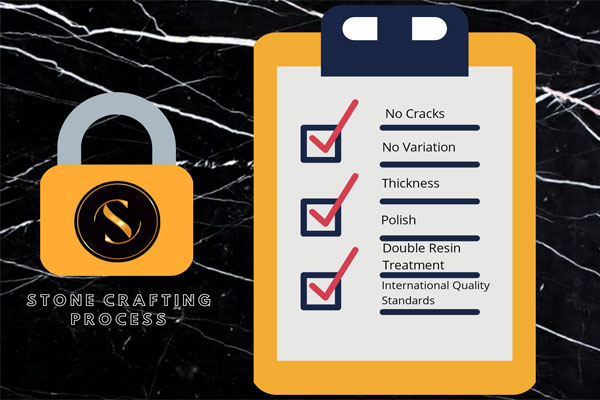 No Cracks
No Variation
Thickness
Polish
Double Resin
Treatment
International Quality
Standards
S
STONE CRAFTING
PROCESS